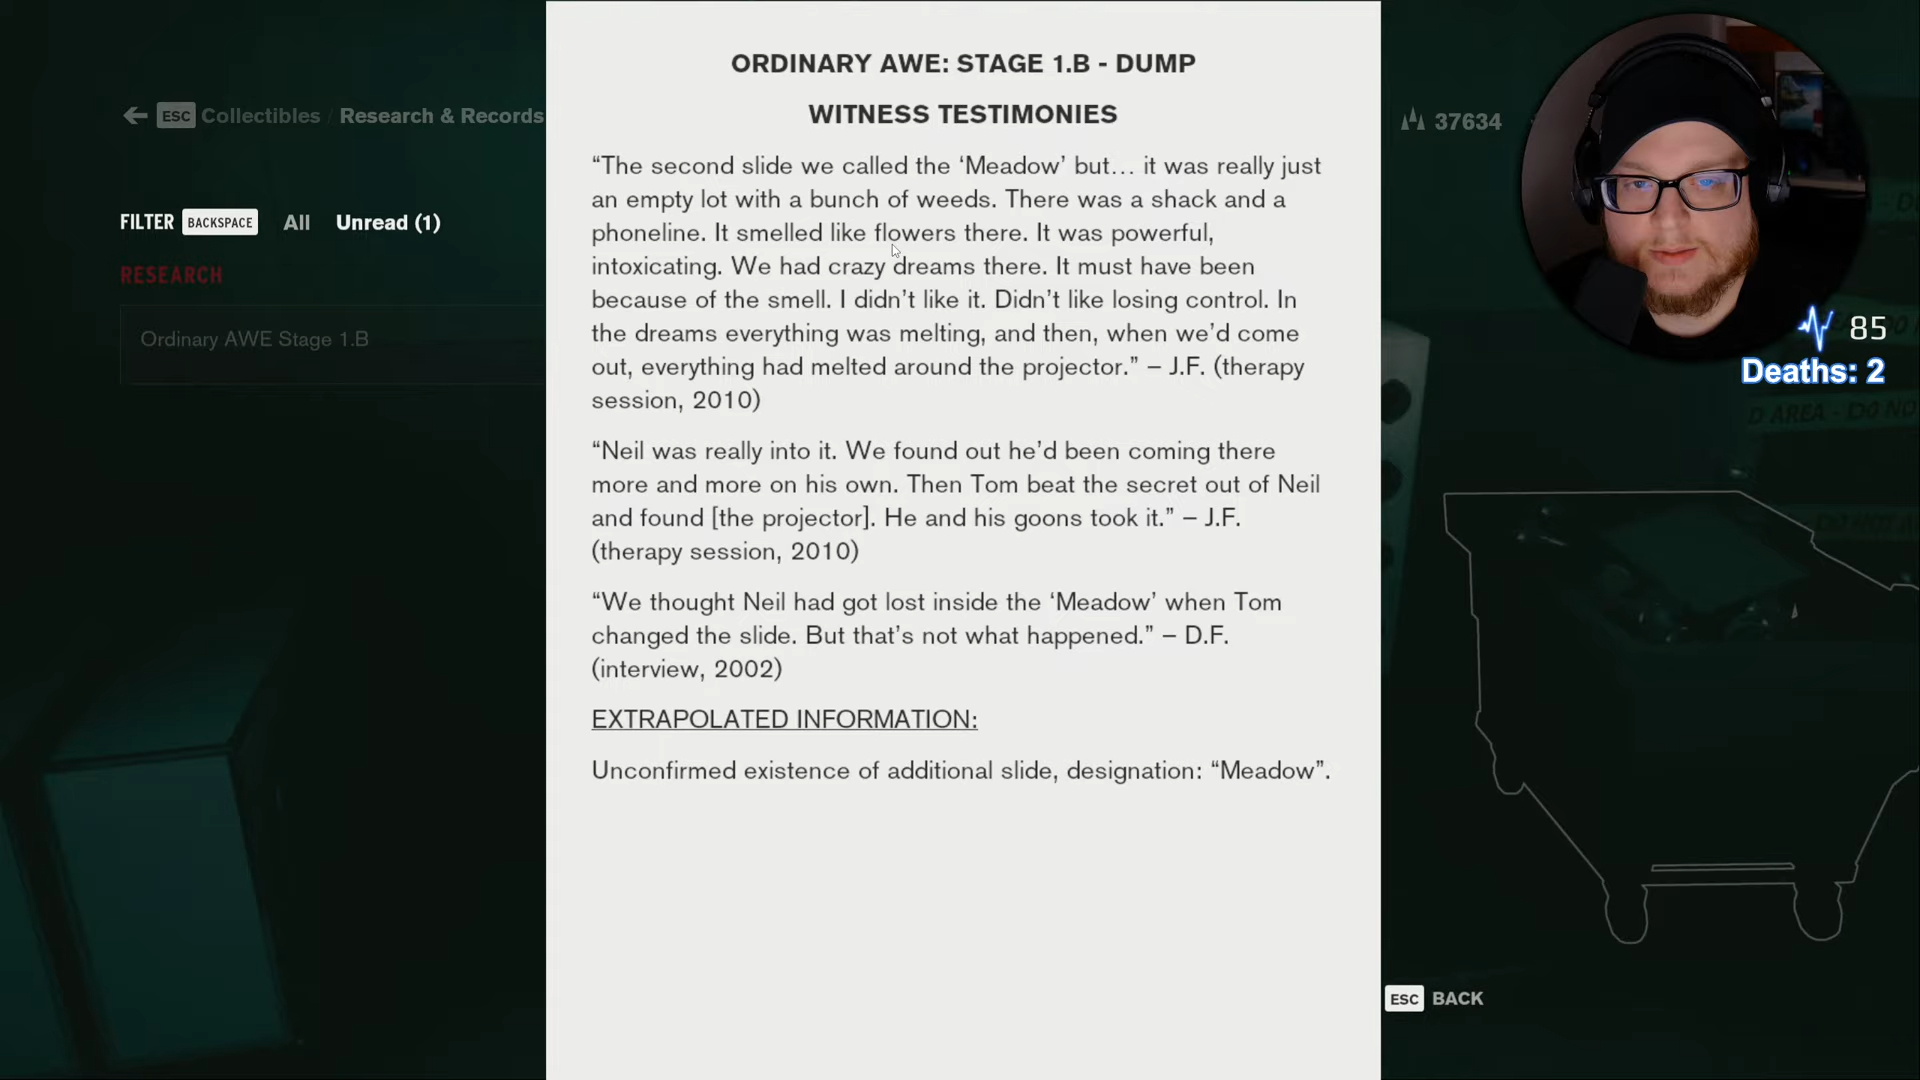 ORDINARY AWE: STAGE 1.B - DUMP
WITNESS TESTIMONIES
← ESC Collectibles / Research & Records
37634
FILTER BACKSPACE All Unread (1)
RESEARCH
Ordinary AWE Stage 1.B
“The second slide we called the ‘Meadow’ but… it was really just
an empty lot with a bunch of weeds. There was a shack and a
phoneline. It smelled like flowers there. It was powerful,
intoxicating. We had crazy dreams there. It must have been
because of the smell. I didn’t like it. Didn’t like losing control. In
the dreams everything was melting, and then, when we’d come
out, everything had melted around the projector.” – J.F. (therapy
session, 2010)
“Neil was really into it. We found out he’d been coming there
more and more on his own. Then Tom beat the secret out of Neil
and found [the projector]. He and his goons took it.” – J.F.
(therapy session, 2010)
“We thought Neil had got lost inside the ‘Meadow’ when Tom
changed the slide. But that’s not what happened.” – D.F.
(interview, 2002)
EXTRAPOLATED INFORMATION:
Unconfirmed existence of additional slide, designation: “Meadow”.
85
Deaths: 2
ESC BACK